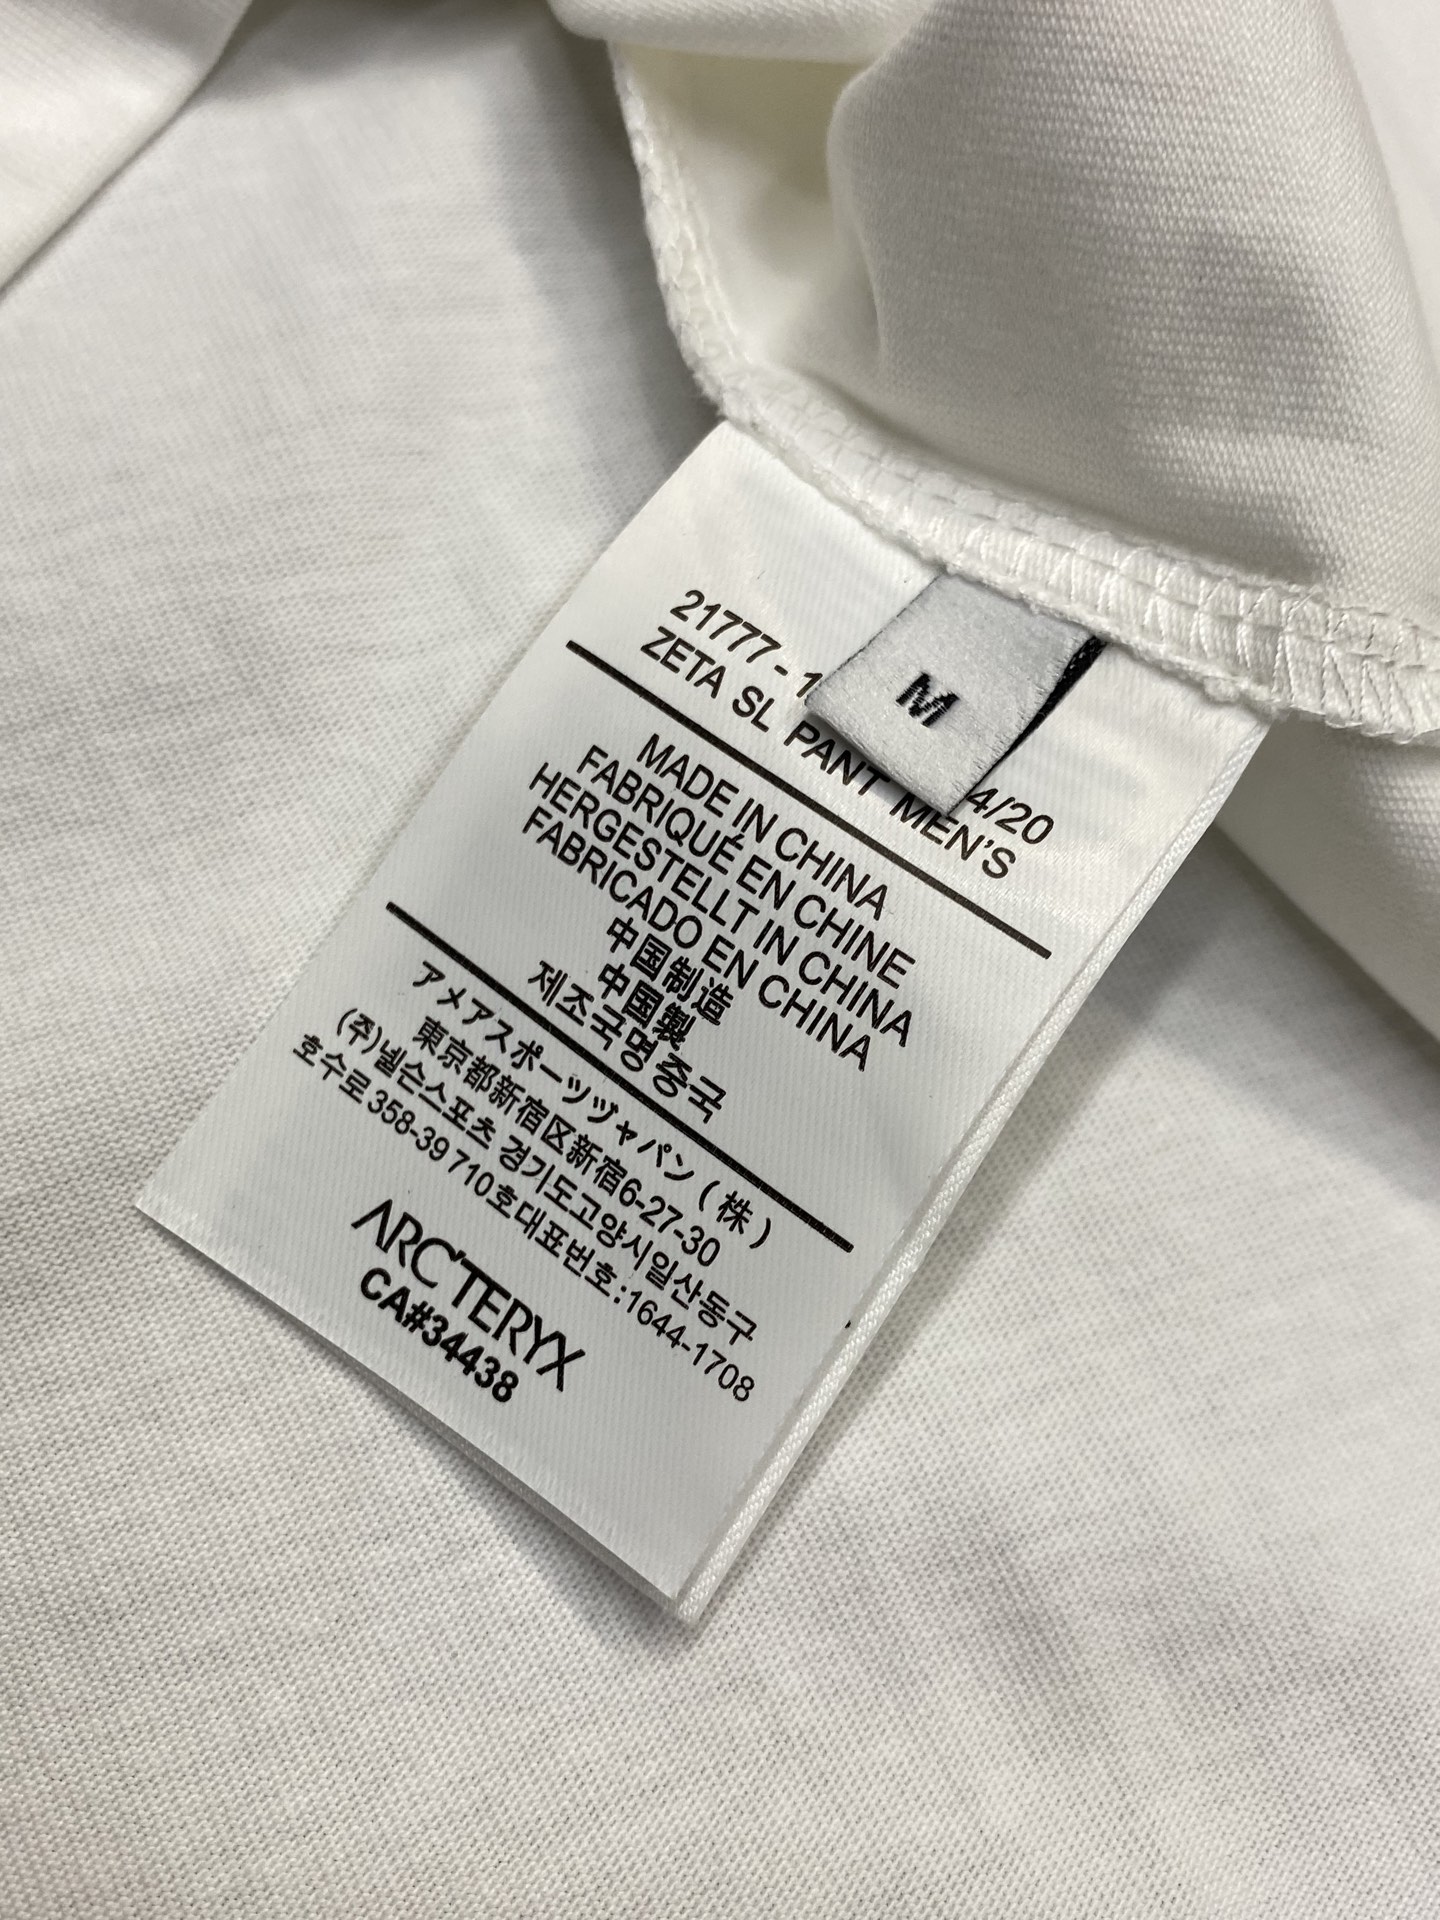 M
21777 - 1
4/20
ZETA SL PANT MEN'S
MADE IN CHINA
FABRIQUÉ EN CHINE
HERGESTELLT IN CHINA
FABRICADO EN CHINA
中国制造
中国製
제조국명중국
アメアスポーツヅャパン（株）
東京都新宿区新宿6-27-30
(주)넬슨스포츠 경기도고양시일산동구
호수로358-39 710호대표번호:1644-1708
ARC'TERYX
CA#34438